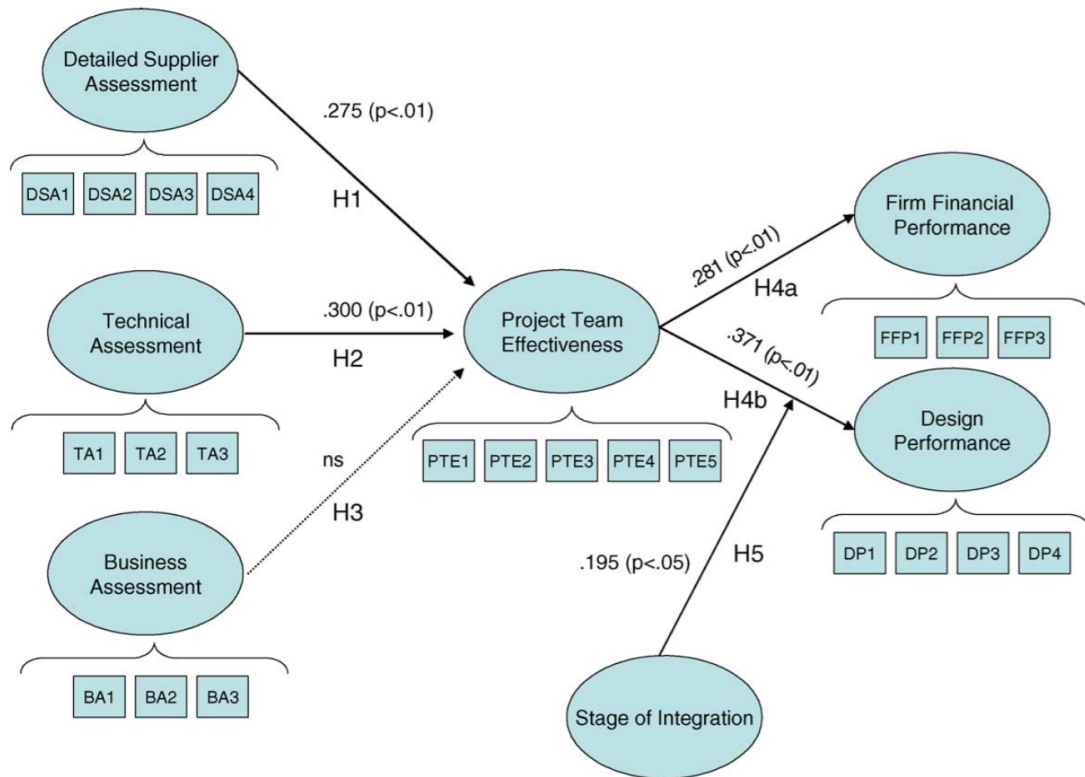 Detailed Supplier
Assessment
.275 (p<.01)
H1
DSA1 DSA2 DSA3 DSA4
Technical
Assessment
.300 (p<.01)
H2
TA1 TA2 TA3
ns
H3
Business
Assessment
BA1 BA2 BA3
Project Team
Effectiveness
PTE1 PTE2 PTE3 PTE4 PTE5
.281 (p<.01)
H4a
Firm Financial
Performance
FFP1 FFP2 FFP3
.371 (p<.01)
H4b
Design
Performance
DP1 DP2 DP3 DP4
.195 (p<.05)
H5
Stage of Integration